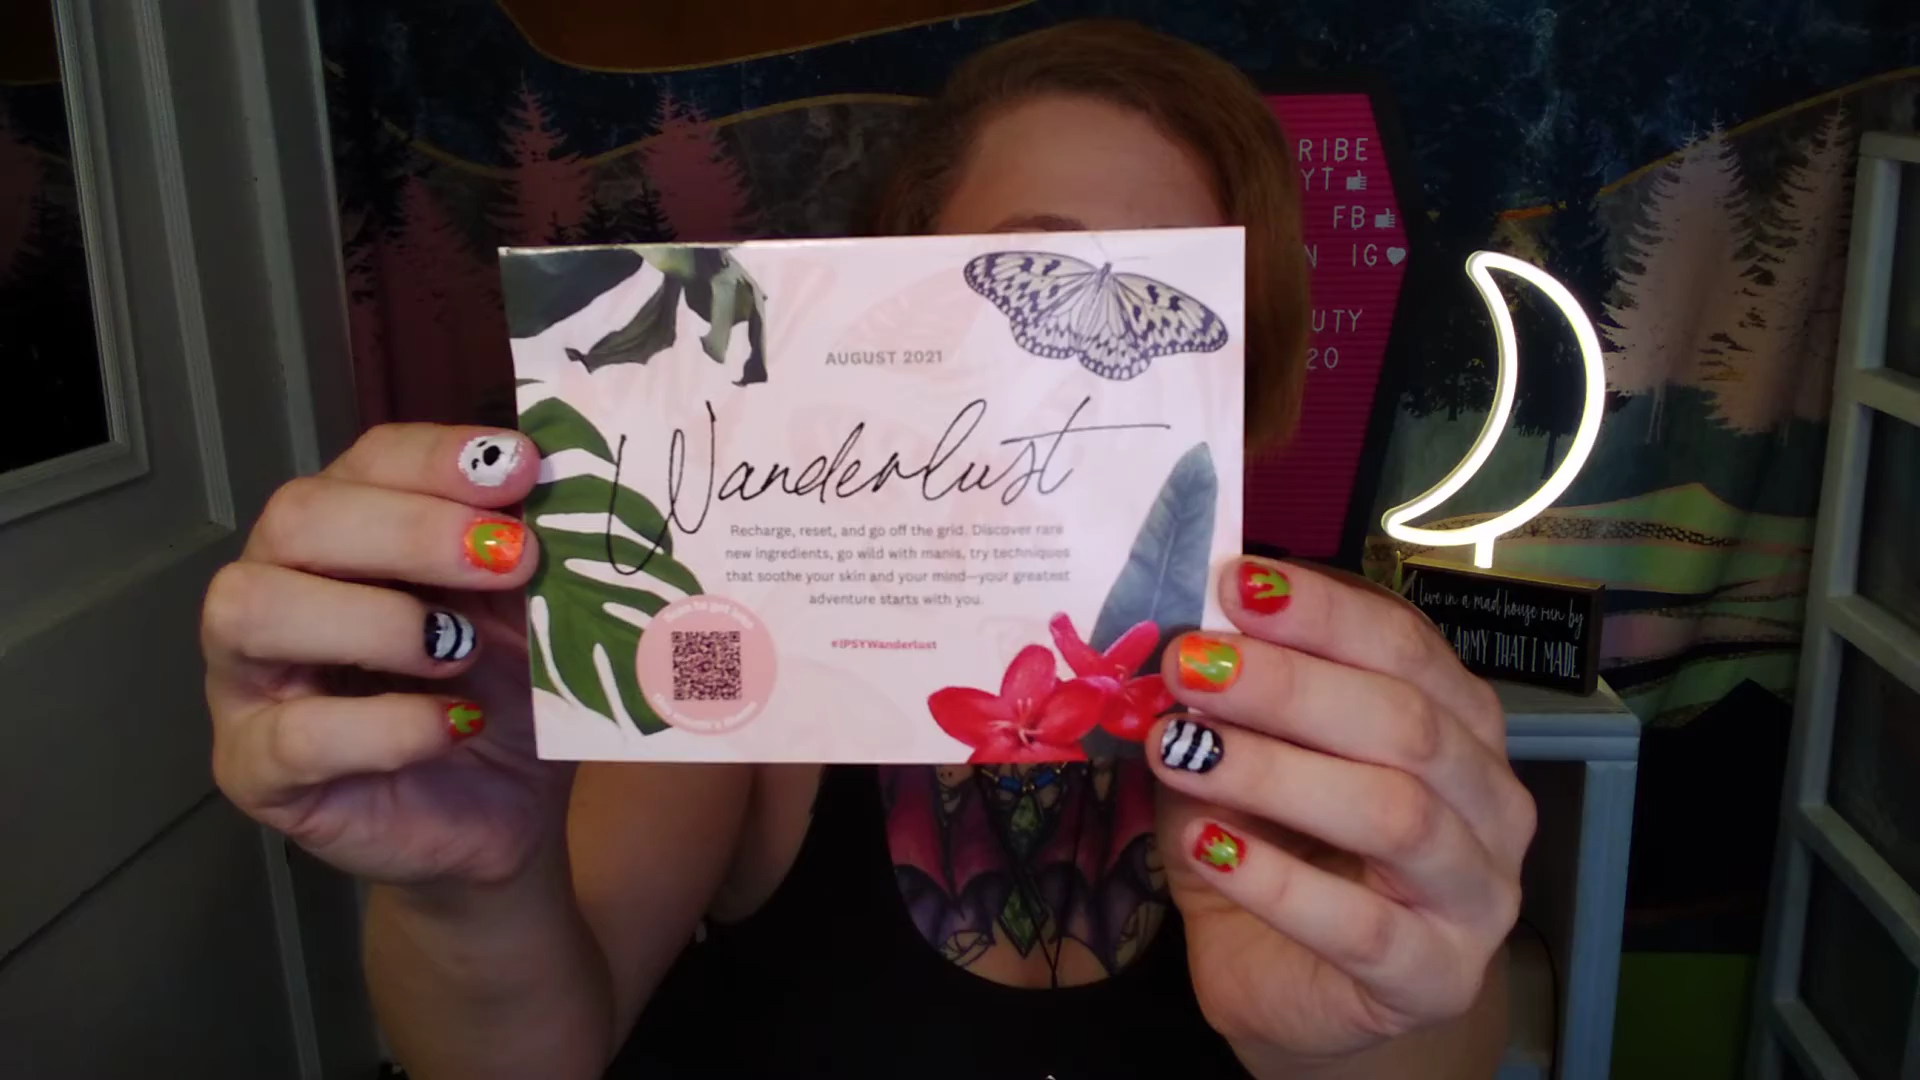 AUGUST 2021
Wanderlust
Recharge, reset, and go off the grid. Discover rare
new ingredients, go wild with manis, try techniques
that soothe your skin and your mind—your greatest
adventure starts with you.
#IPSYWanderlust
RIBE
YT
FB
N IG
UTY
20
live in a mad house run by
ARMY THAT I MADE.